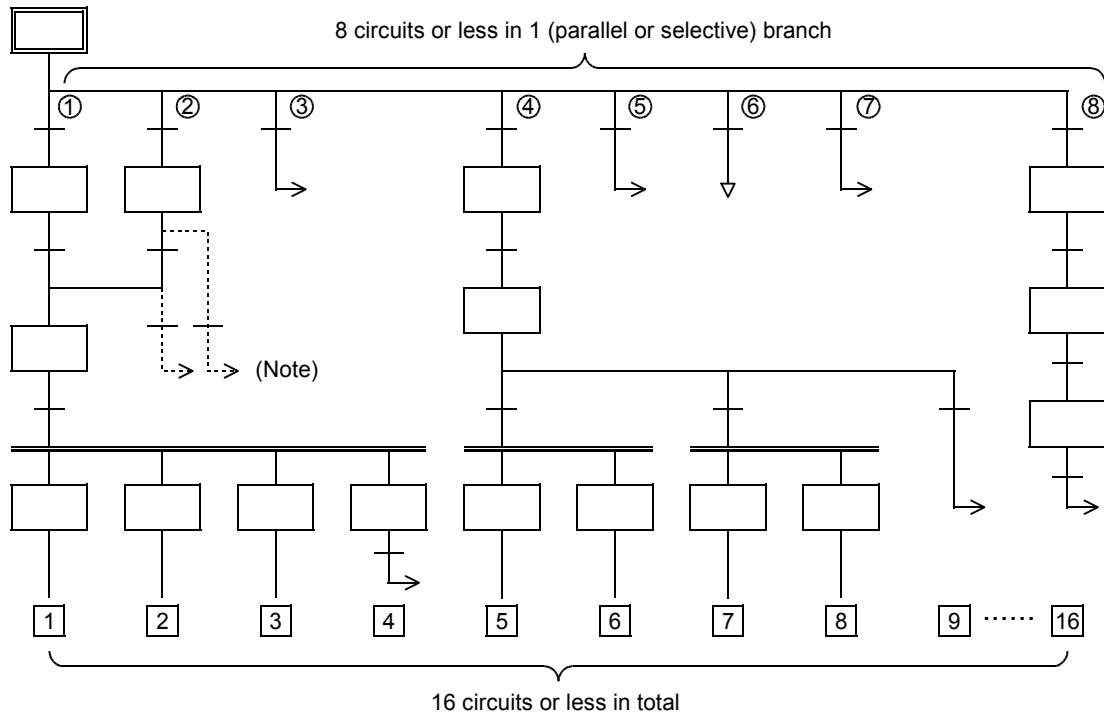 8 circuits or less in 1 (parallel or selective) branch
① ② ③ ④ ⑤ ⑥ ⑦ ⑧
(Note)
1 2 3 4 5 6 7 8 9 ...... 16
16 circuits or less in total